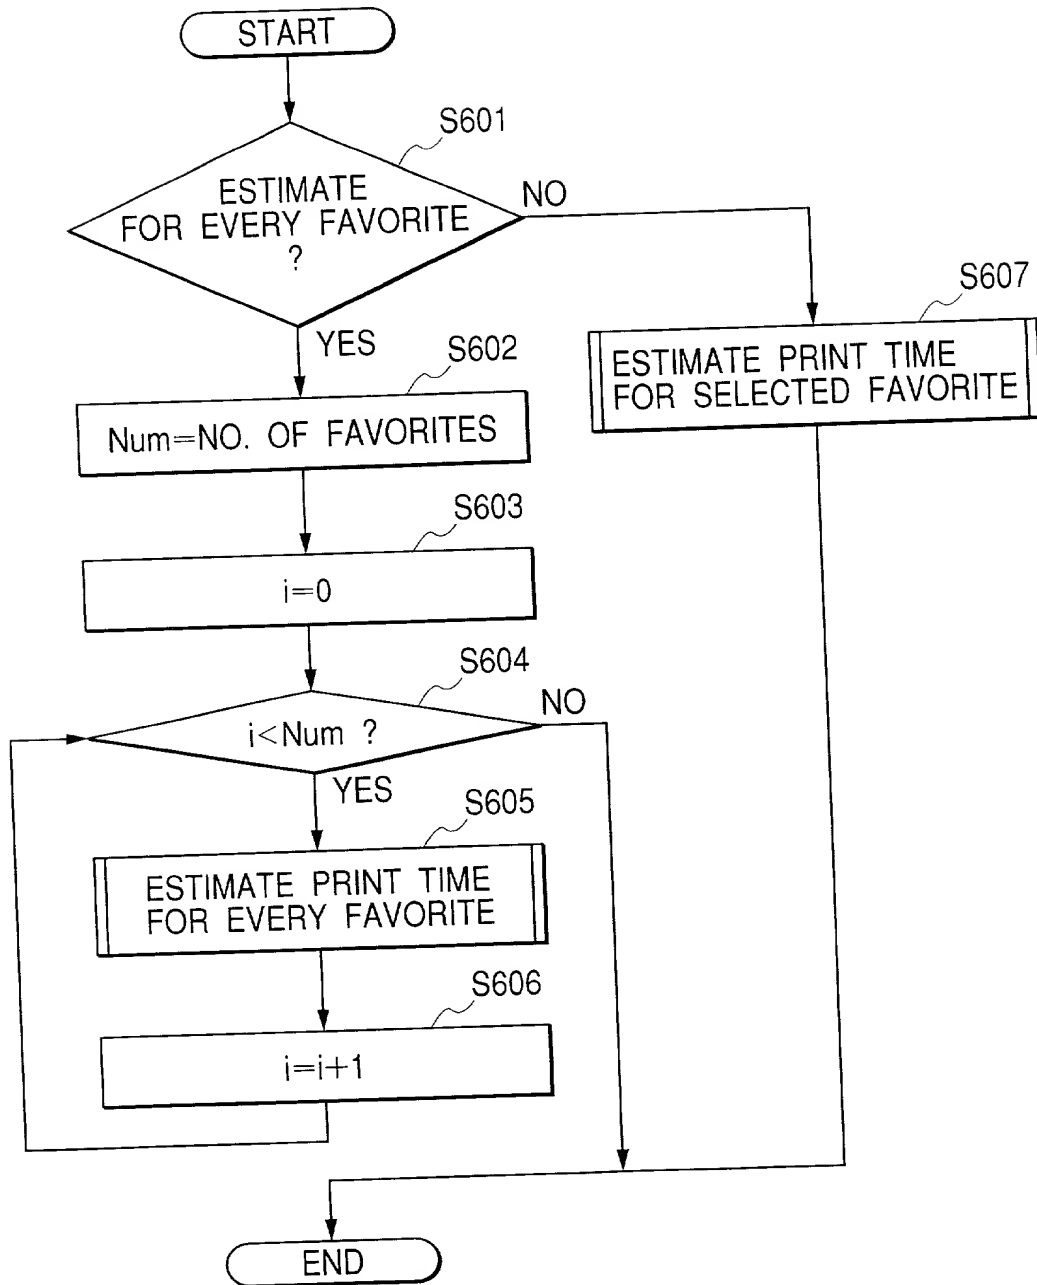 START
S601
ESTIMATE
FOR EVERY FAVORITE
?
NO
YES
S607
ESTIMATE PRINT TIME
FOR SELECTED FAVORITE
S602
Num=NO. OF FAVORITES
S603
i=0
S604
i<Num ?
NO
YES
S605
ESTIMATE PRINT TIME
FOR EVERY FAVORITE
S606
i=i+1
END